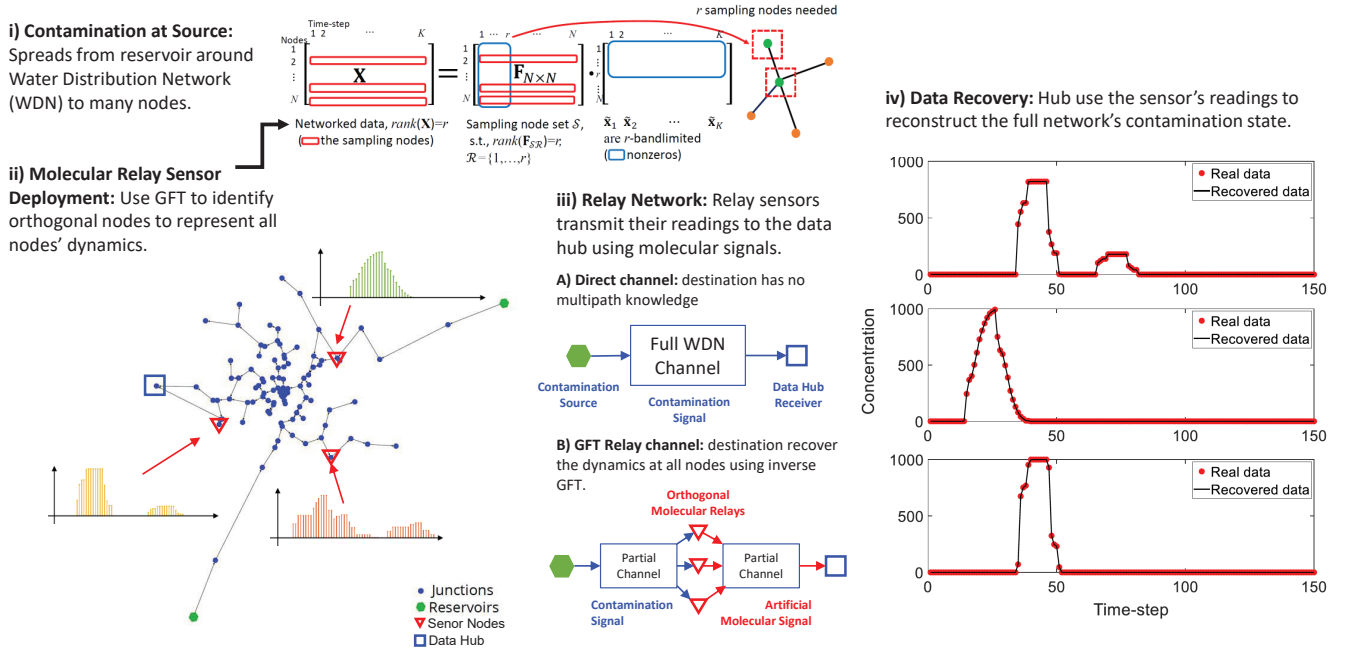 i) Contamination at Source:
Spreads from reservoir around
Water Distribution Network
(WDN) to many nodes.
Time-step
Nodes 1 2 ⋯ K
1
2
⋮
N
X
=
1 ⋯ r N
1
2
⋮
N
F_{N×N}
·
1 2 K
1
⋮
r
⋮
N
r sampling nodes needed
Networked data, rank(X)=r
(the sampling nodes)
Sampling node set 𝒮,
s.t., rank(F_{𝒮ℛ})=r,
ℛ={1,…,r}
x̃₁ x̃₂ ⋯ x̃_K
are r-bandlimited
(nonzeros)
ii) Molecular Relay Sensor
Deployment: Use GFT to identify
orthogonal nodes to represent all
nodes' dynamics.
Junctions
Reservoirs
Senor Nodes
Data Hub
iii) Relay Network: Relay sensors
transmit their readings to the data
hub using molecular signals.
A) Direct channel: destination has no
multipath knowledge
Full WDN
Channel
Contamination
Source
Contamination
Signal
Data Hub
Receiver
B) GFT Relay channel: destination recover
the dynamics at all nodes using inverse
GFT.
Orthogonal
Molecular Relays
Partial
Channel
Partial
Channel
Contamination
Signal
Artificial
Molecular Signal
iv) Data Recovery: Hub use the sensor's readings to
reconstruct the full network's contamination state.
1000
500
0
0 50 100 150
Real data
Recovered data
1000
500
0
0 50 100 150
Real data
Recovered data
Concentration
1000
500
0
0 50 100 150
Real data
Recovered data
Time-step